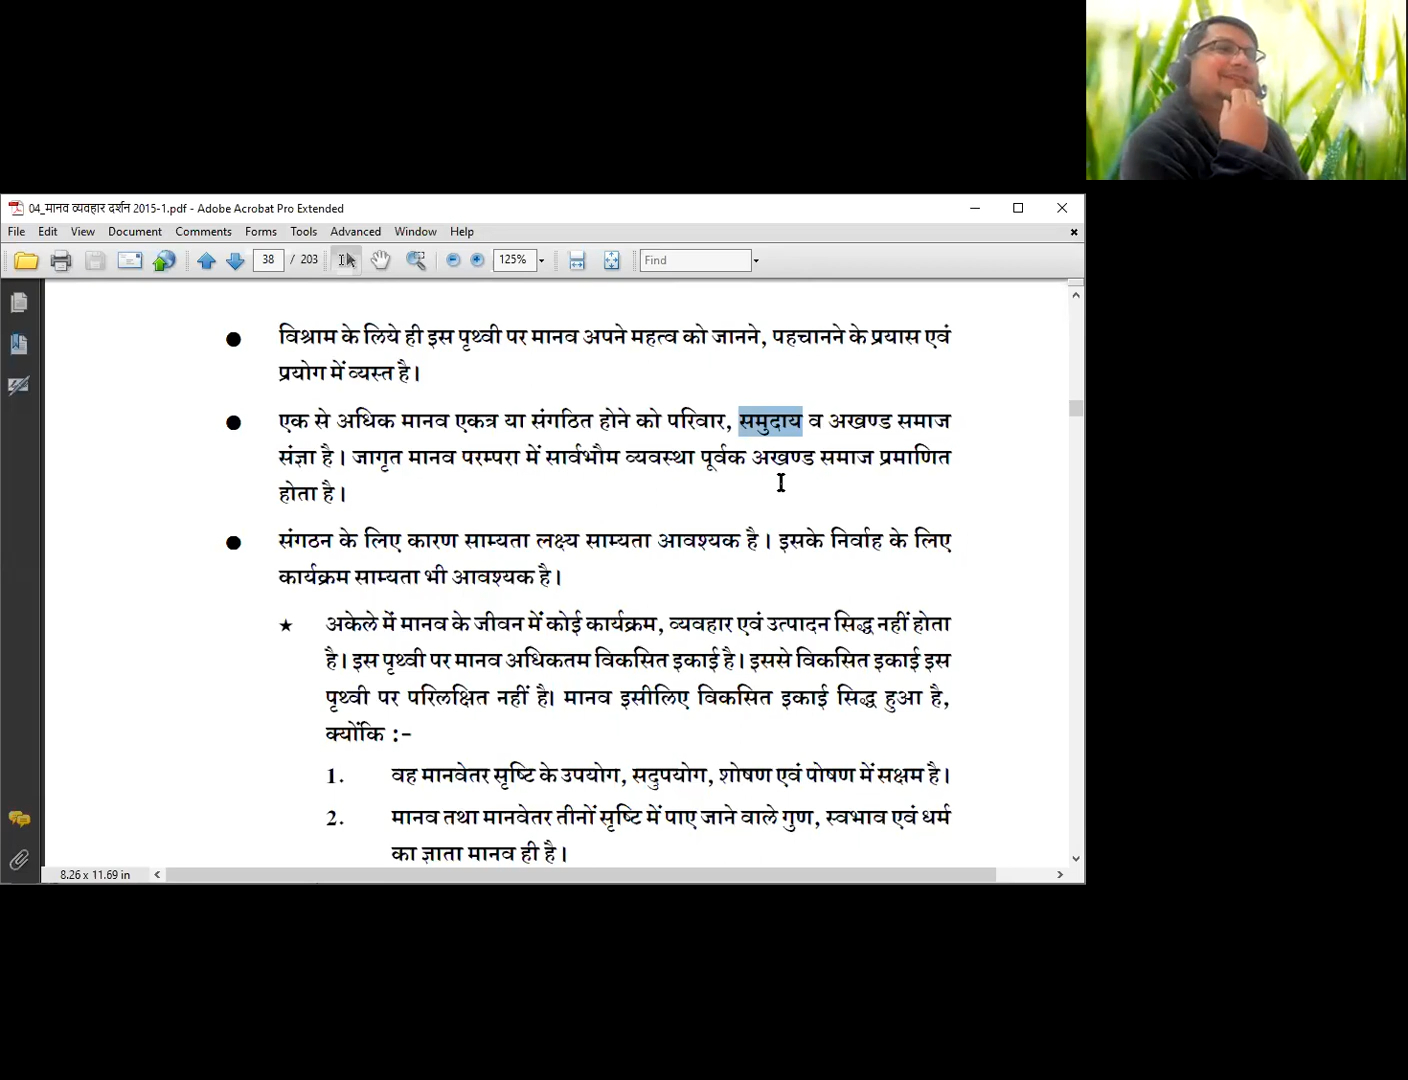 04_मानव व्यवहार दर्शन 2015-1.pdf - Adobe Acrobat Pro Extended
File Edit View Document Comments Forms Tools Advanced Window Help
38 / 203 125% Find
विश्राम के लिये ही इस पृथ्वी पर मानव अपने महत्व को जानने, पहचानने के प्रयास एवं
प्रयोग में व्यस्त है।
एक से अधिक मानव एकत्र या संगठित होने को परिवार, समुदाय व अखण्ड समाज
संज्ञा है। जागृत मानव परम्परा में सार्वभौम व्यवस्था पूर्वक अखण्ड समाज प्रमाणित
होता है।
संगठन के लिए कारण साम्यता लक्ष्य साम्यता आवश्यक है। इसके निर्वाह के लिए
कार्यक्रम साम्यता भी आवश्यक है।
★ अकेले में मानव के जीवन में कोई कार्यक्रम, व्यवहार एवं उत्पादन सिद्ध नहीं होता
है। इस पृथ्वी पर मानव अधिकतम विकसित इकाई है। इससे विकसित इकाई इस
पृथ्वी पर परिलक्षित नहीं है। मानव इसीलिए विकसित इकाई सिद्ध हुआ है,
क्योंकि :-
1. वह मानवेतर सृष्टि के उपयोग, सदुपयोग, शोषण एवं पोषण में सक्षम है।
2. मानव तथा मानवेतर तीनों सृष्टि में पाए जाने वाले गुण, स्वभाव एवं धर्म
का ज्ञाता मानव ही है।
8.26 x 11.69 in